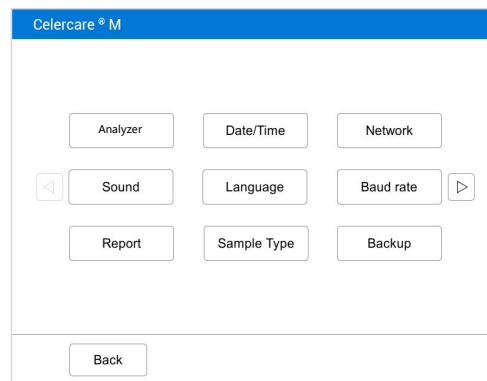 Celercare ® M
Analyzer Date/Time Network
Sound Language Baud rate
Report Sample Type Backup
Back